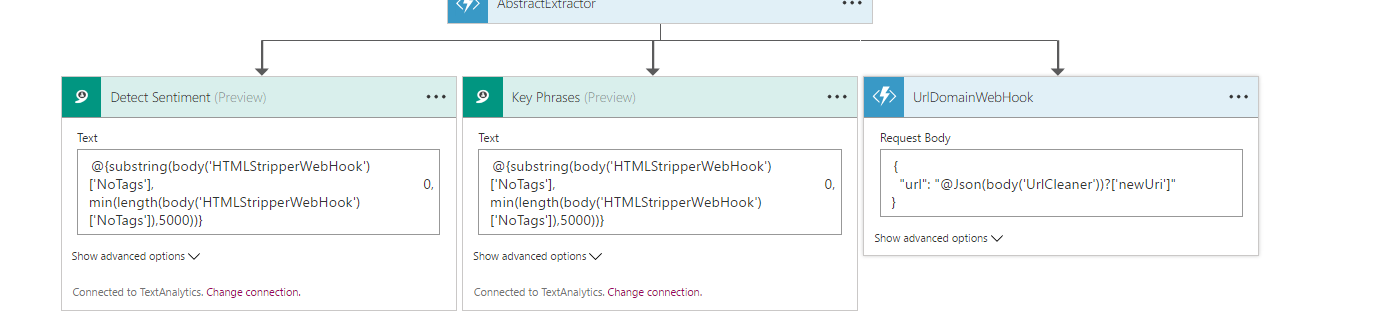 AbstractExtractor
Detect Sentiment (Preview)
Text
@{substring(body('HTMLStripperWebHook')
['NoTags'], 0,
min(length(body('HTMLStripperWebHook')
['NoTags']),5000))}
Show advanced options
Connected to TextAnalytics. Change connection.
Key Phrases (Preview)
Text
@{substring(body('HTMLStripperWebHook')
['NoTags'], 0,
min(length(body('HTMLStripperWebHook')
['NoTags']),5000))}
Show advanced options
Connected to TextAnalytics. Change connection.
UrlDomainWebHook
Request Body
{
"url": "@Json(body('UrlCleaner'))?['newUri']"
}
Show advanced options